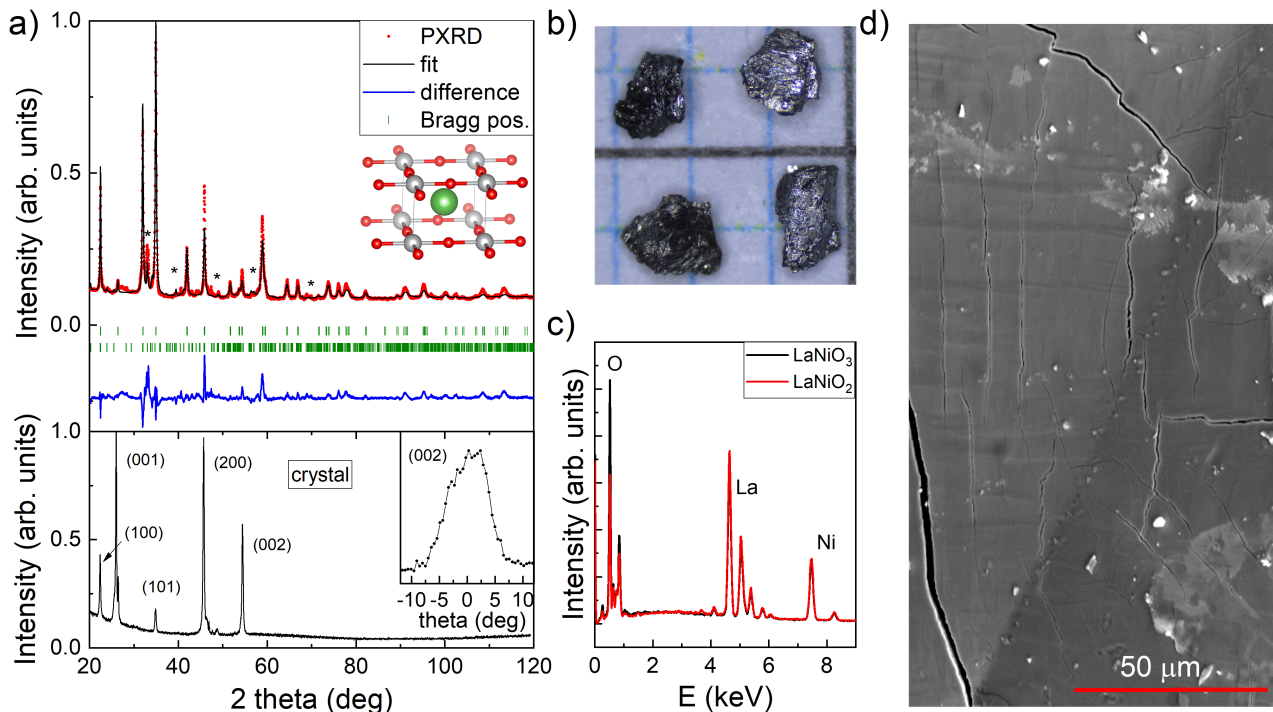 a)
1.0
0.5
0.0
Intensity (arb. units)
PXRD
fit
difference
Bragg pos.
*
*
*
*
*
1.0
0.5
0.0
Intensity (arb. units)
(001)
(100)
(101)
(200)
(002)
crystal
(002)
-10 -5 0 5 10
theta (deg)
20 40 60 80 100 120
2 theta (deg)
b)
c)
Intensity (arb. units)
LaNiO₃
LaNiO₂
O
La
Ni
0 2 4 6 8
E (keV)
d)
50 μm